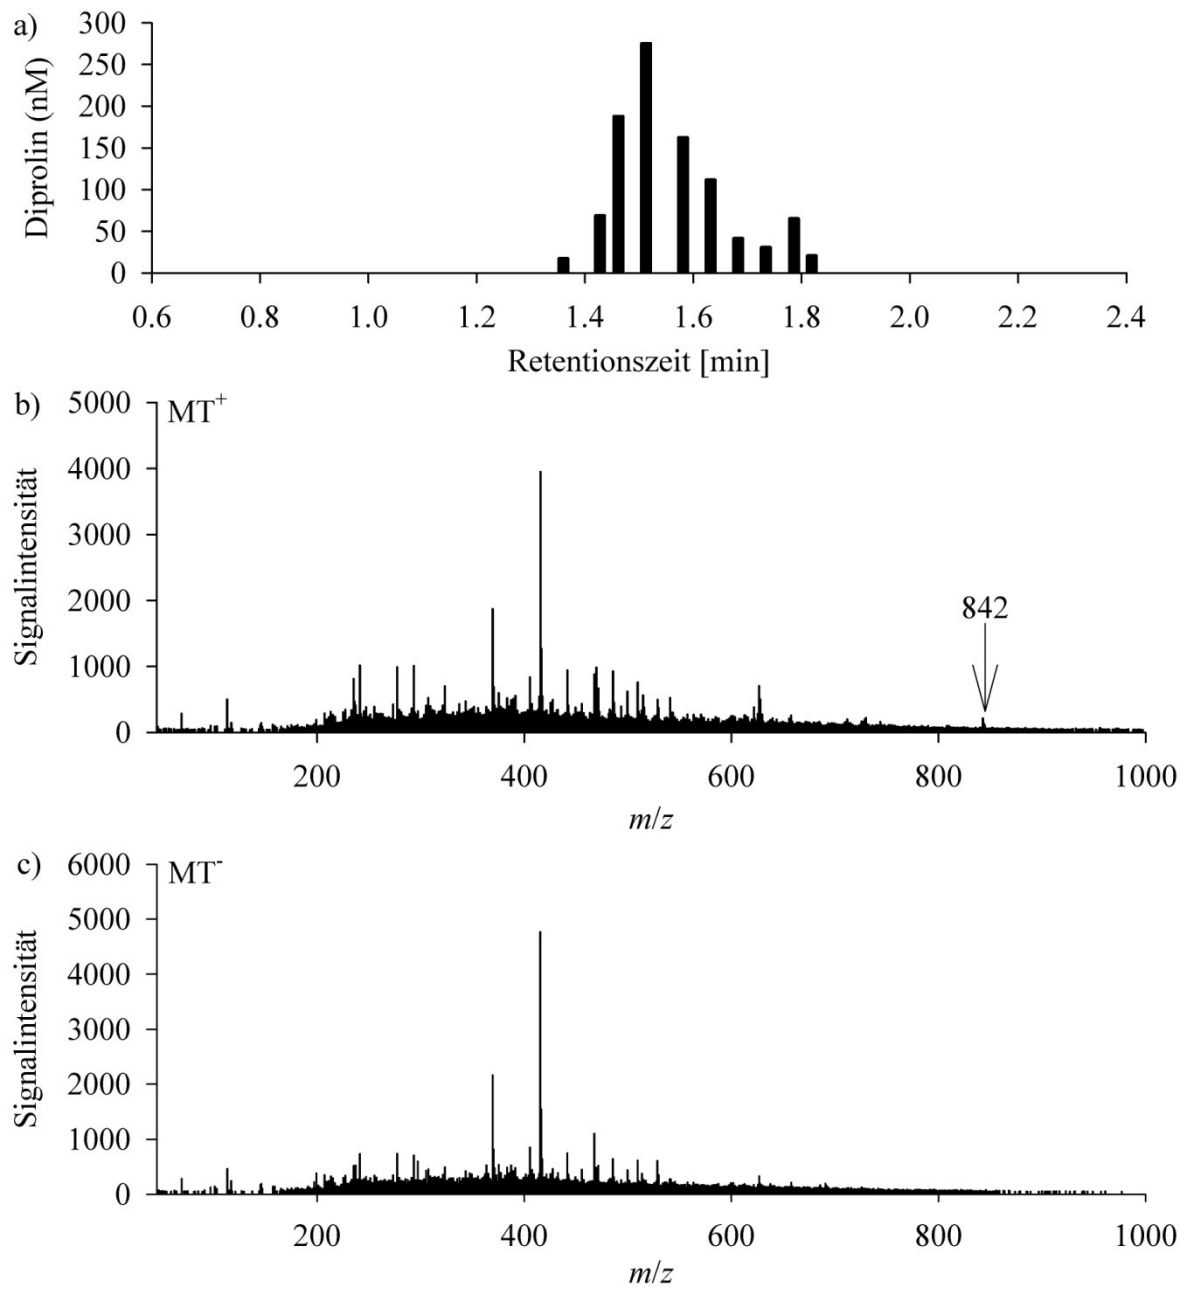 a)
Diprolin (nM)
300
250
200
150
100
50
0
0.6 0.8 1.0 1.2 1.4 1.6 1.8 2.0 2.2 2.4
Retentionszeit [min]
b)
MT+
Signalintensität
5000
4000
3000
2000
1000
0
842
200 400 600 800 1000
m/z
c)
MT-
Signalintensität
6000
5000
4000
3000
2000
1000
0
200 400 600 800 1000
m/z